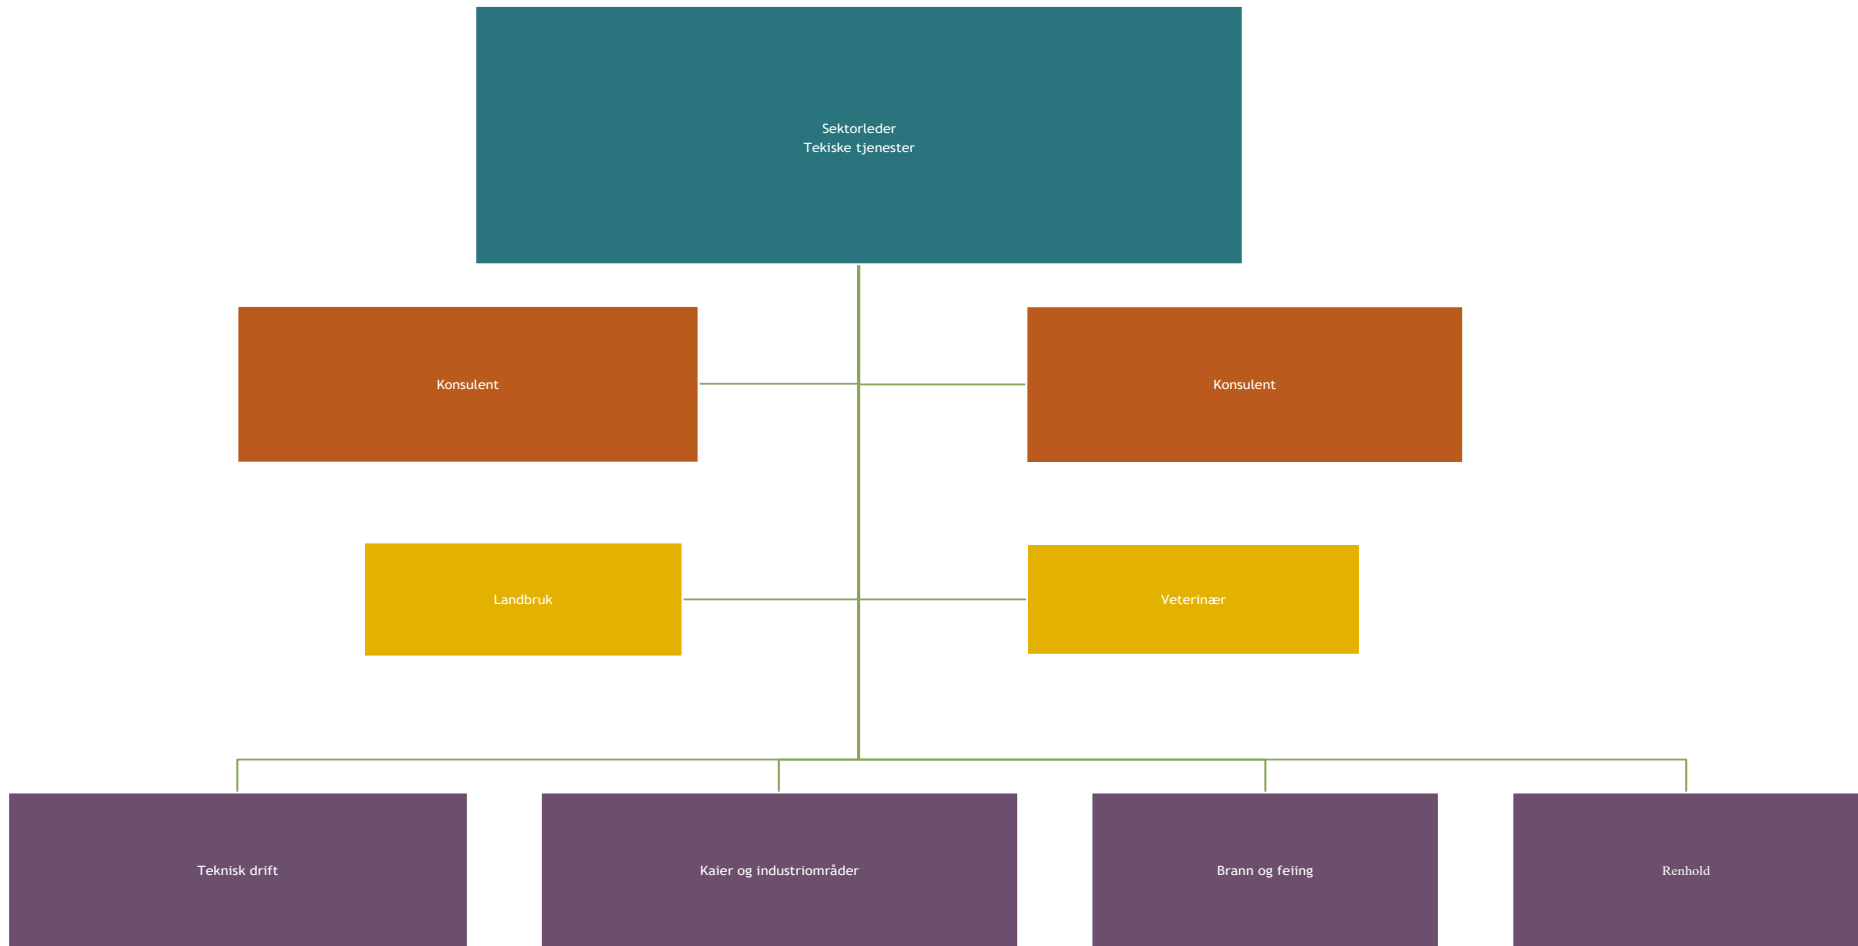 Sektorleder
Tekiske tjenester
Konsulent
Konsulent
Landbruk
Veterinær
Teknisk drift
Kaier og industriområder
Brann og feiing
Renhold